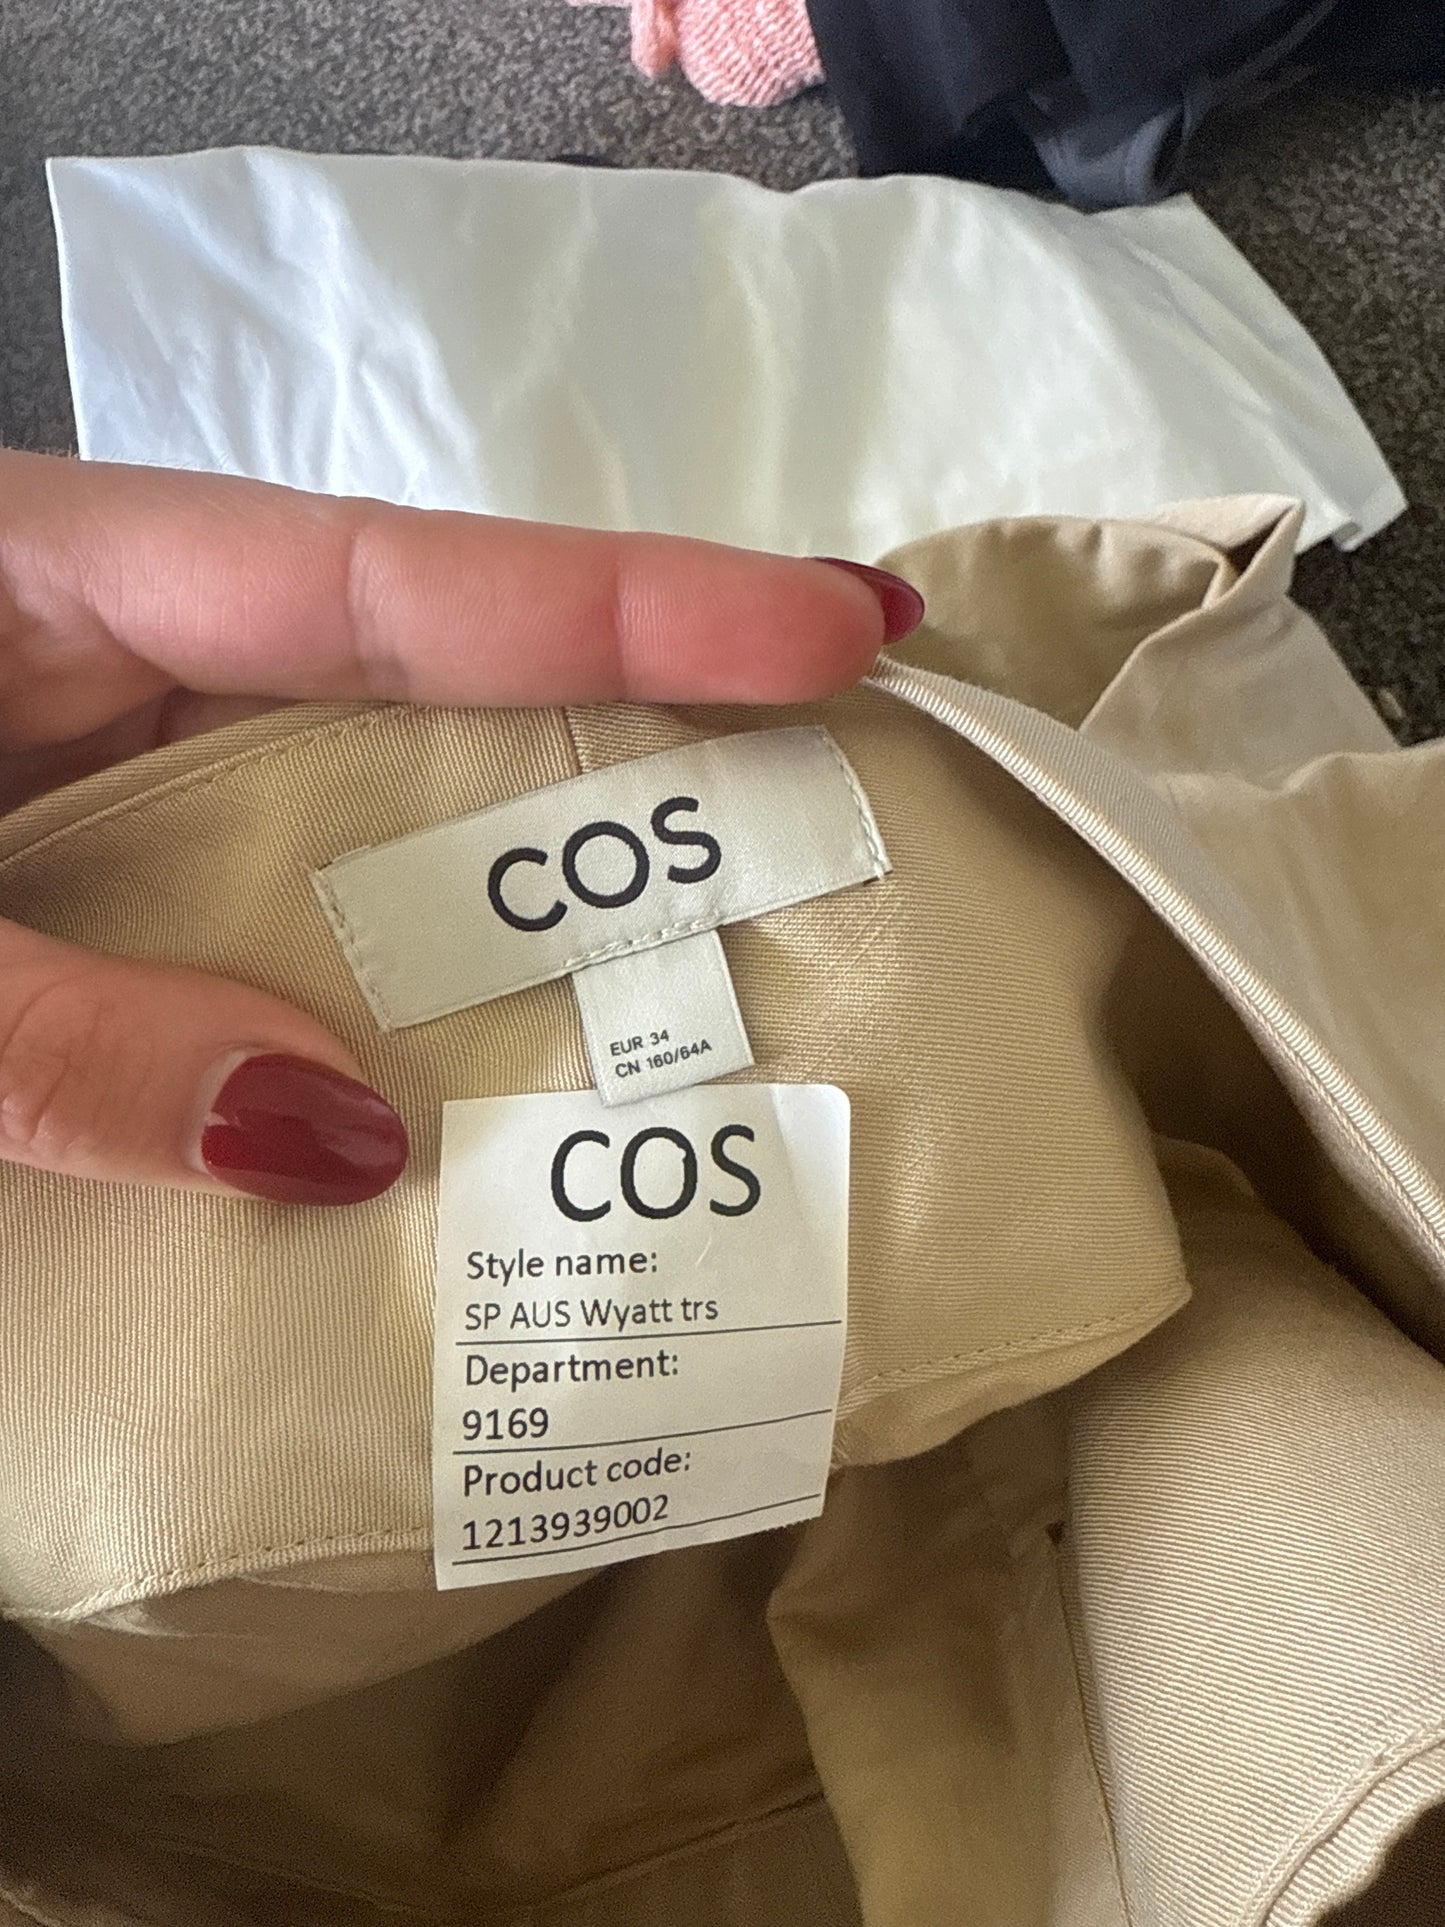 COS
EUR 34
CN 160/64A
COS
Style name:
SP AUS Wyatt trs
Department:
9169
Product code:
1213939002